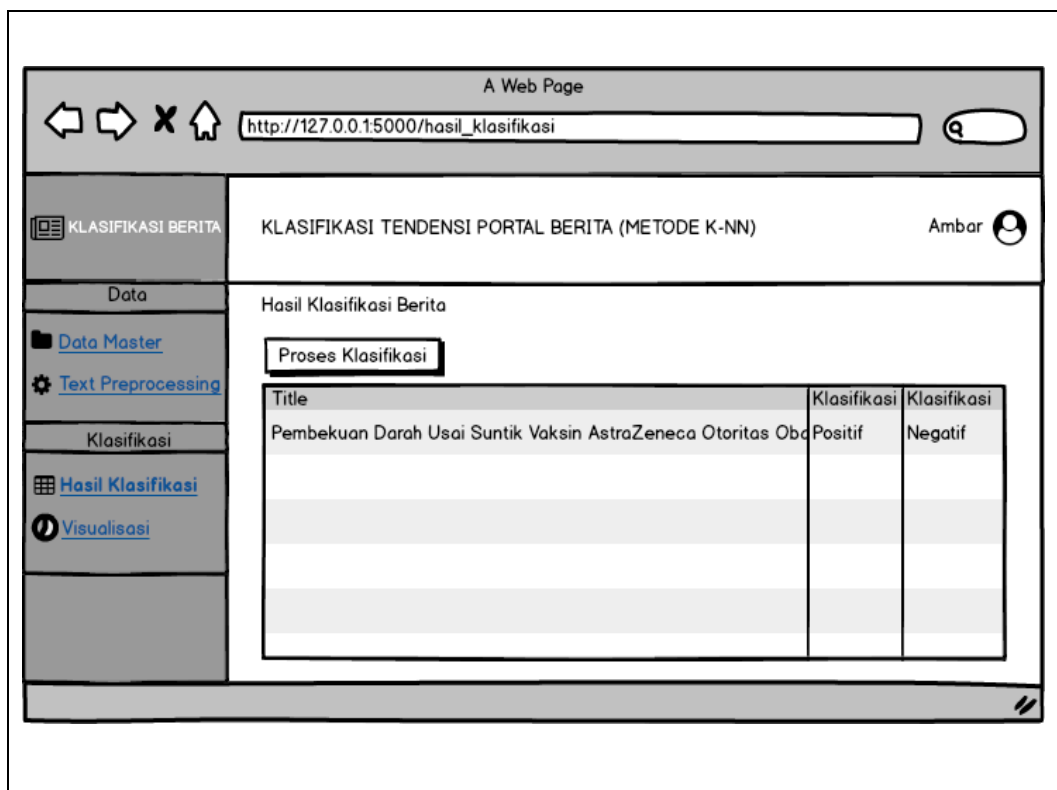 A Web Page
http://127.0.0.1:5000/hasil_klasifikasi
KLASIFIKASI BERITA
KLASIFIKASI TENDENSI PORTAL BERITA (METODE K-NN)
Ambar
Data
Data Master
Text Preprocessing
Klasifikasi
Hasil Klasifikasi
Visualisasi
Hasil Klasifikasi Berita
Proses Klasifikasi
Title Klasifikasi Klasifikasi
Pembekuan Darah Usai Suntik Vaksin AstraZeneca Otoritas Positif Negatif